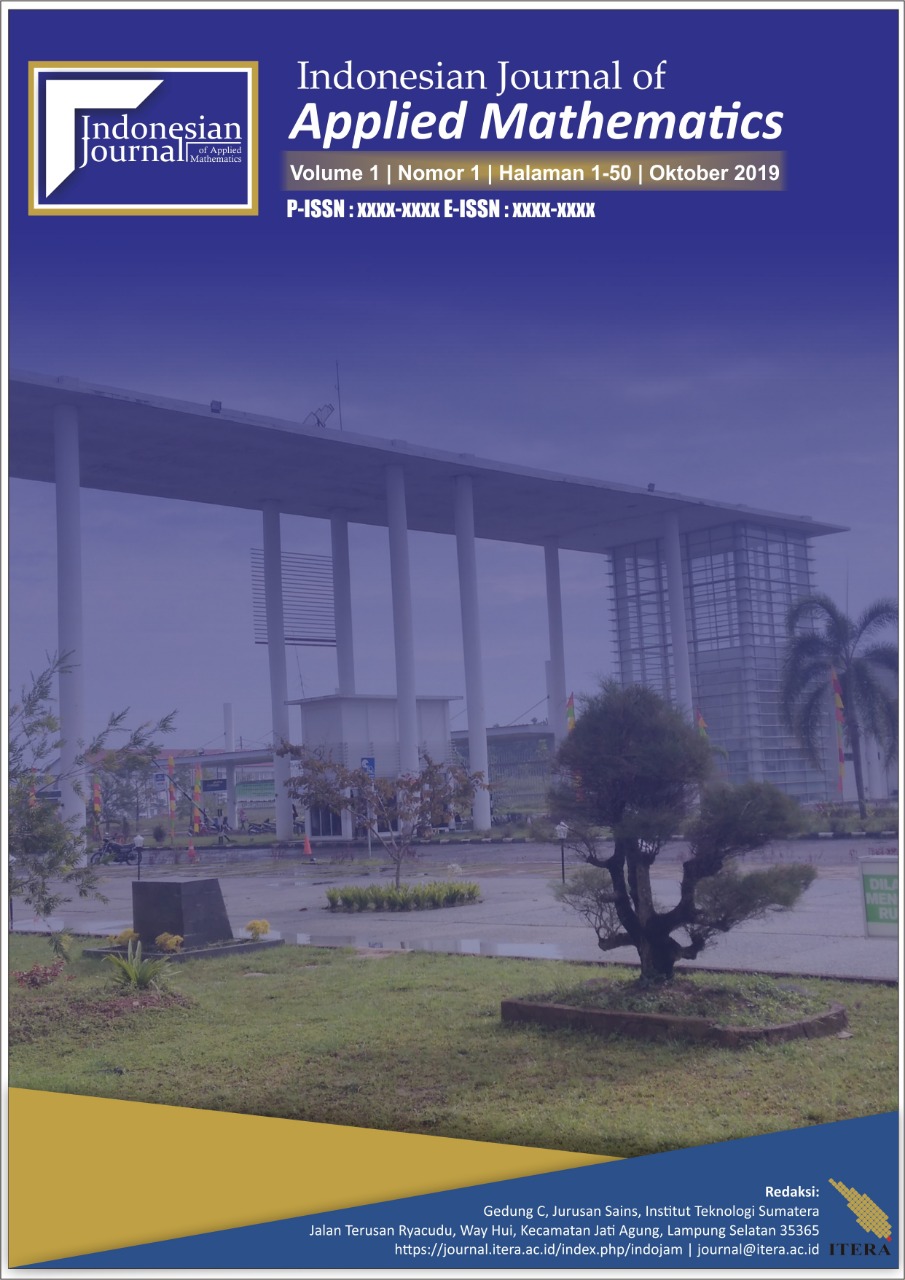 Indonesian
Journal
of Applied
Mathematics
Indonesian Journal of
Applied Mathematics
Volume 1 | Nomor 1 | Halaman 1-50 | Oktober 2019
P-ISSN : xxxx-xxxx E-ISSN : xxxx-xxxx
DILA
MEN
RU
Redaksi:
Gedung C, Jurusan Sains, Institut Teknologi Sumatera
Jalan Terusan Ryacudu, Way Hui, Kecamatan Jati Agung, Lampung Selatan 35365
https://journal.itera.ac.id/index.php/indojam | journal@itera.ac.id
ITERA